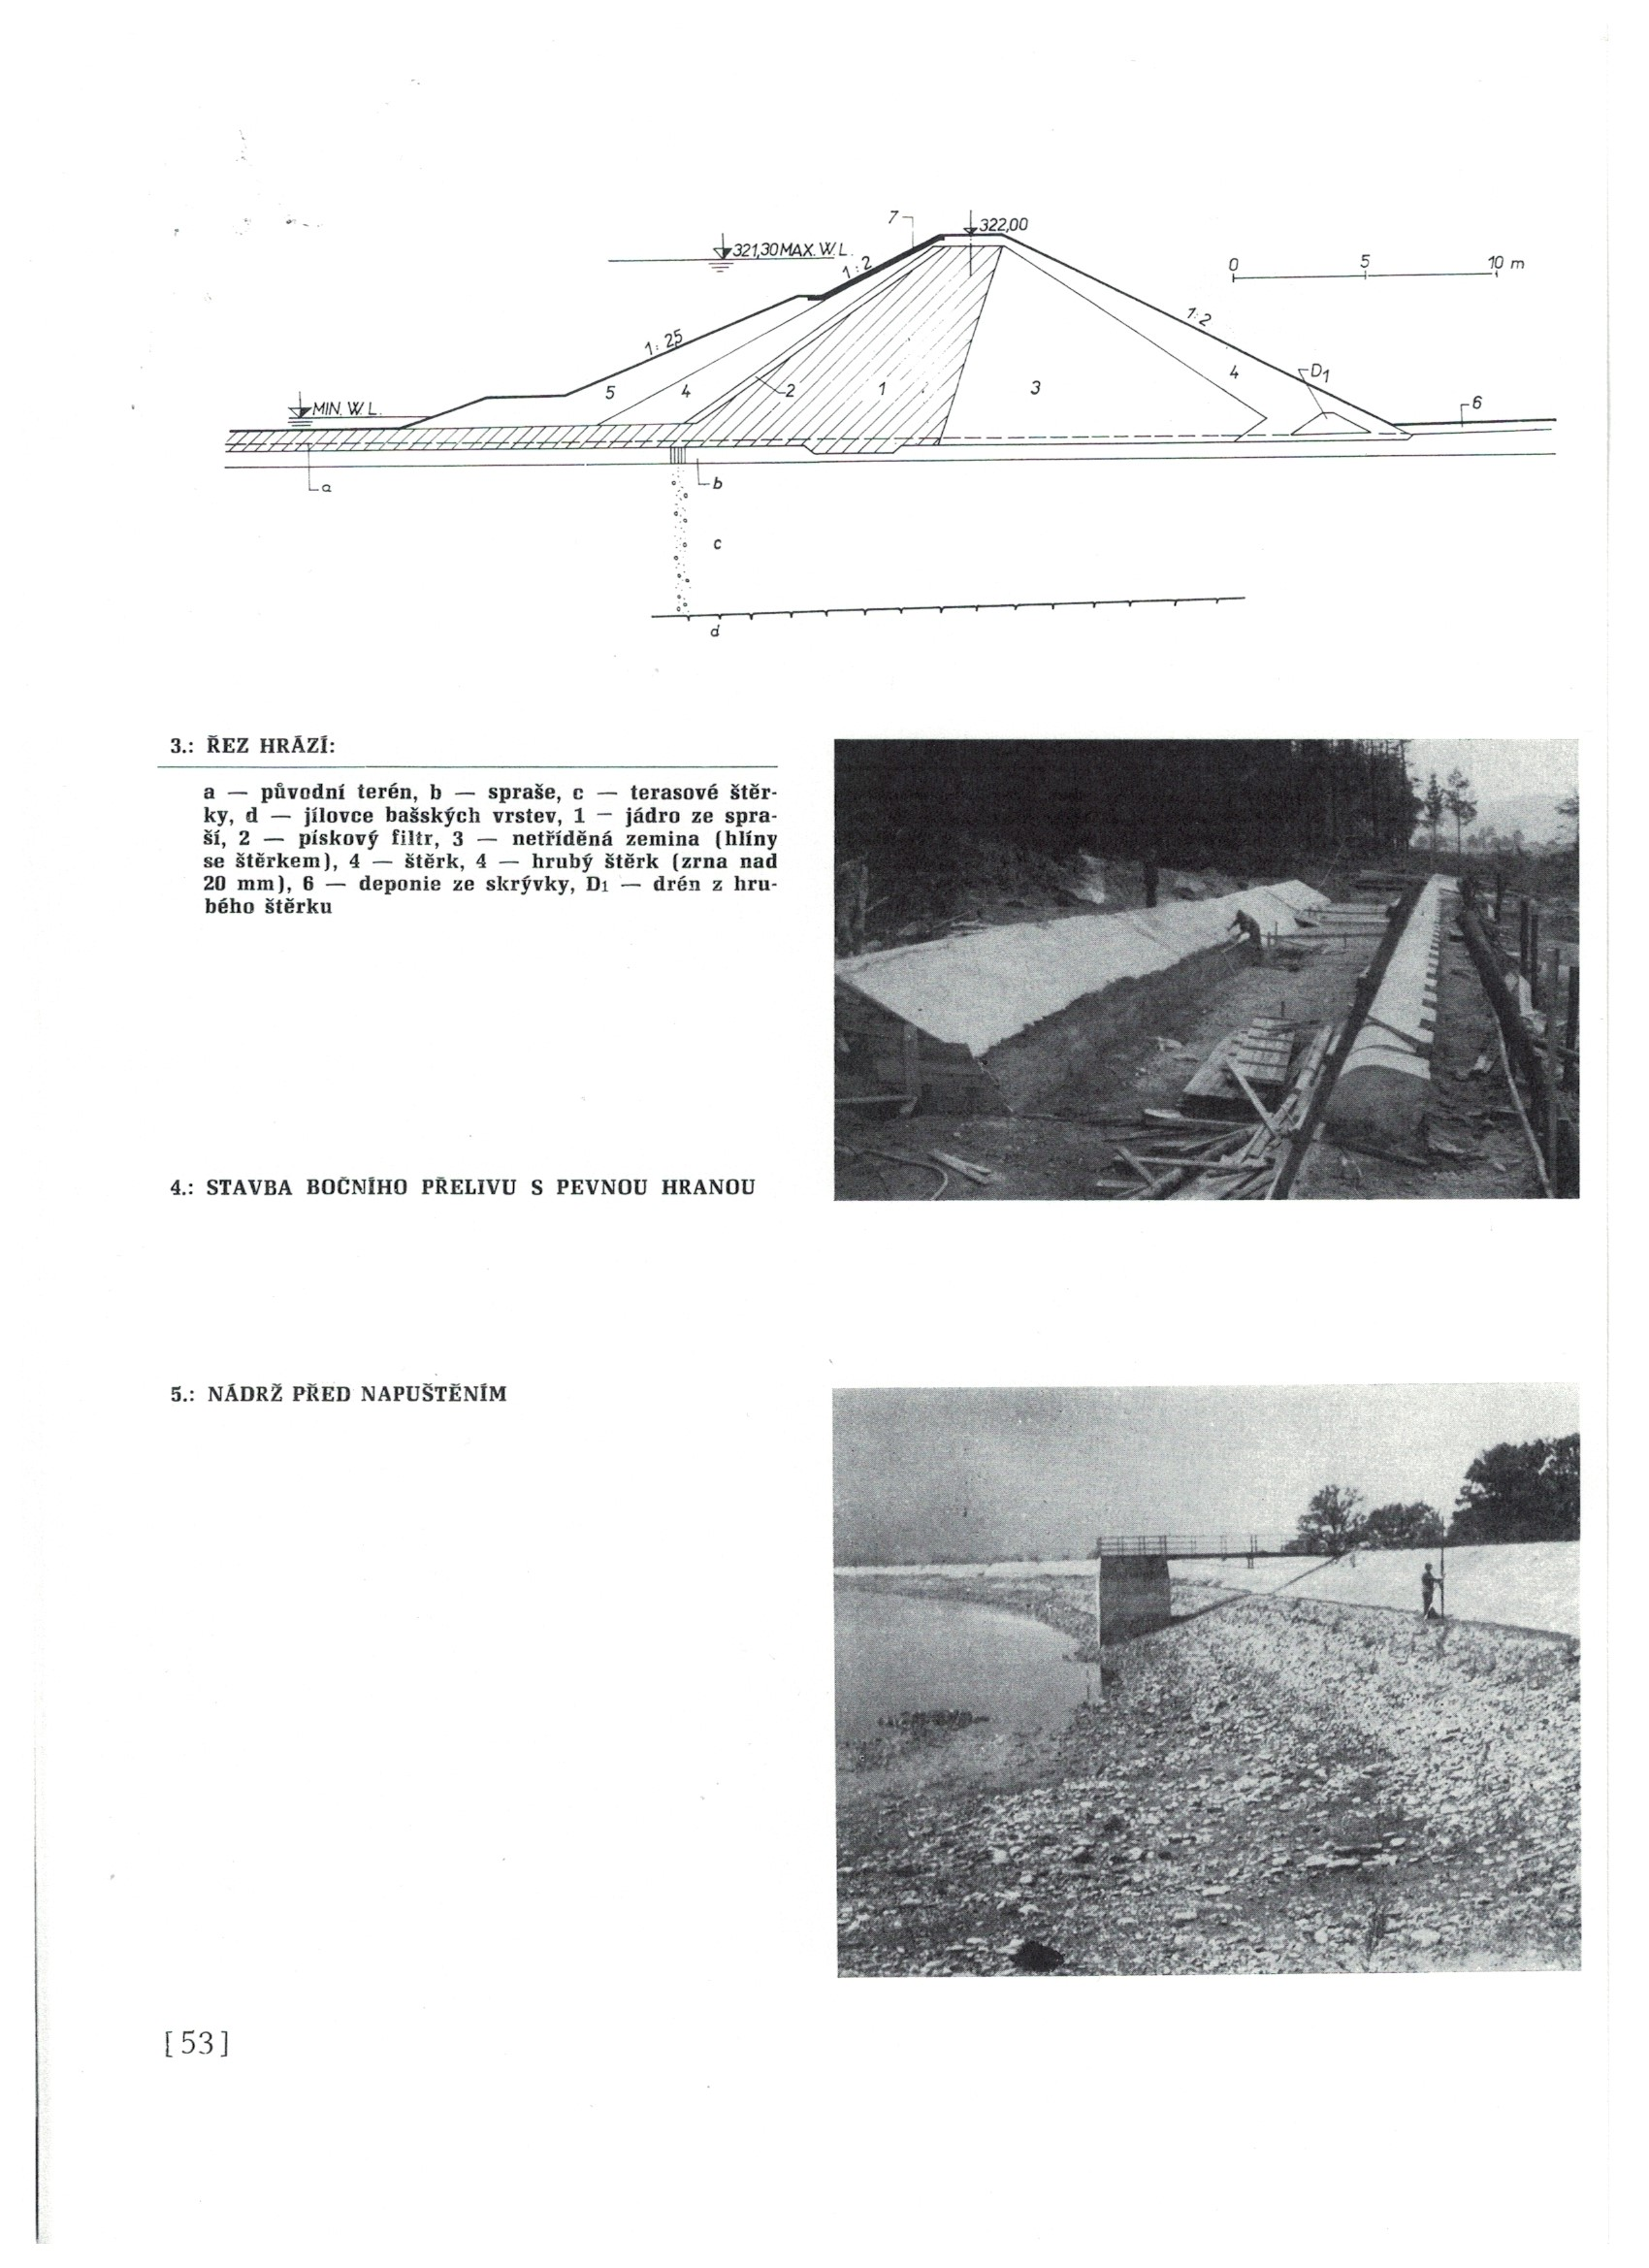 7
322,00
321,30 MAX. W. L.
1:2
0 5 10 m
1:2
1:25
5 4 2 1 3 4 D1
MIN. W. L.
6
a
b
c
d
3.: ŘEZ HRÁZÍ:
a — původní terén, b — spraše, c — terasové štěr-
ky, d — jílovce bašských vrstev, 1 — jádro ze spra-
ší, 2 — pískový filtr, 3 — netříděná zemina (hlíny
se štěrkem), 4 — štěrk, 4 — hrubý štěrk (zrna nad
20 mm), 6 — deponie ze skrývky, D1 — drén z hru-
bého štěrku
4.: STAVBA BOČNÍHO PŘELIVU S PEVNOU HRANOU
5.: NÁDRŽ PŘED NAPUŠTĚNÍM
[53]